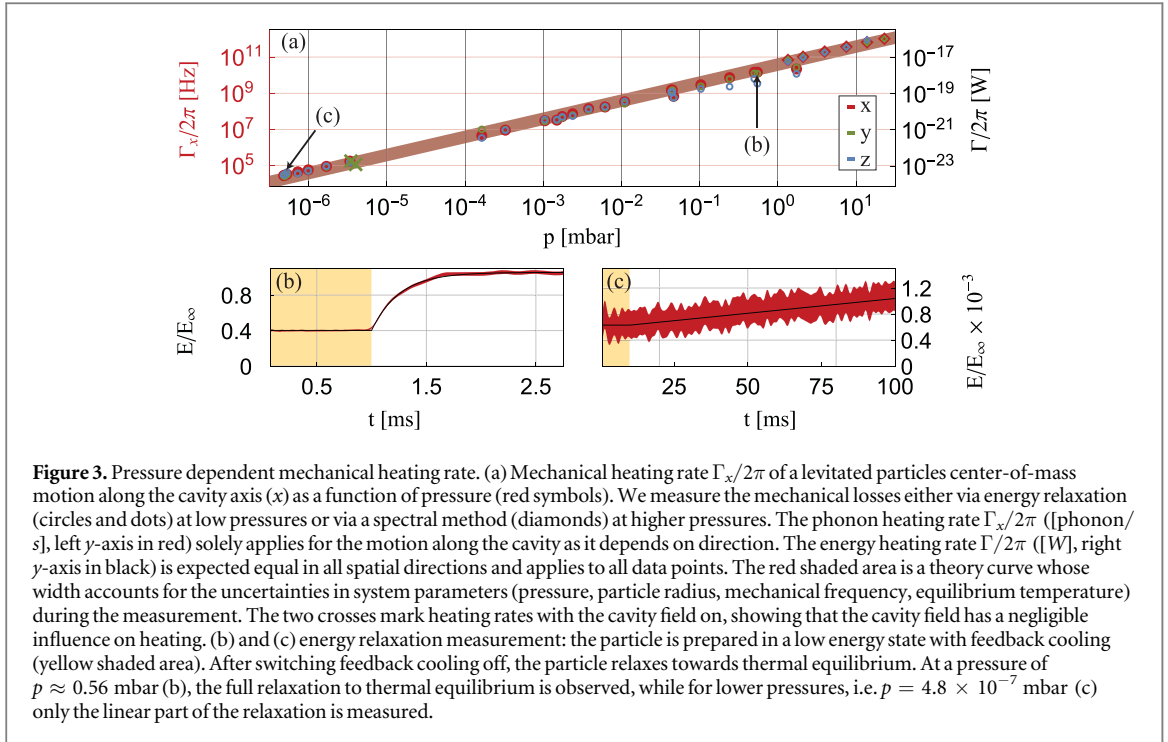 (a)
10^11
10^9
10^7
10^5
Γ_x/2π [Hz]
10^-17
10^-19
10^-21
10^-23
Γ/2π [W]
(c)
(b)
x
y
z
10^-6 10^-5 10^-4 10^-3 10^-2 10^-1 10^0 10^1
p [mbar]
(b)
0.8
0.4
0
E/E_∞
0.5 1.5 2.5
t [ms]
(c)
1.2
0.8
0.4
0
E/E_∞ × 10^-3
25 50 75 100
t [ms]
Figure 3. Pressure dependent mechanical heating rate. (a) Mechanical heating rate Γ_x/2π of a levitated particles center-of-mass
motion along the cavity axis (x) as a function of pressure (red symbols). We measure the mechanical losses either via energy relaxation
(circles and dots) at low pressures or via a spectral method (diamonds) at higher pressures. The phonon heating rate Γ_x/2π ([phonon/
s], left y-axis in red) solely applies for the motion along the cavity as it depends on direction. The energy heating rate Γ/2π ([W], right
y-axis in black) is expected equal in all spatial directions and applies to all data points. The red shaded area is a theory curve whose
width accounts for the uncertainties in system parameters (pressure, particle radius, mechanical frequency, equilibrium temperature)
during the measurement. The two crosses mark heating rates with the cavity field on, showing that the cavity field has a negligible
influence on heating. (b) and (c) energy relaxation measurement: the particle is prepared in a low energy state with feedback cooling
(yellow shaded area). After switching feedback cooling off, the particle relaxes towards thermal equilibrium. At a pressure of
p ≈ 0.56 mbar (b), the full relaxation to thermal equilibrium is observed, while for lower pressures, i.e. p = 4.8 × 10^-7 mbar (c)
only the linear part of the relaxation is measured.